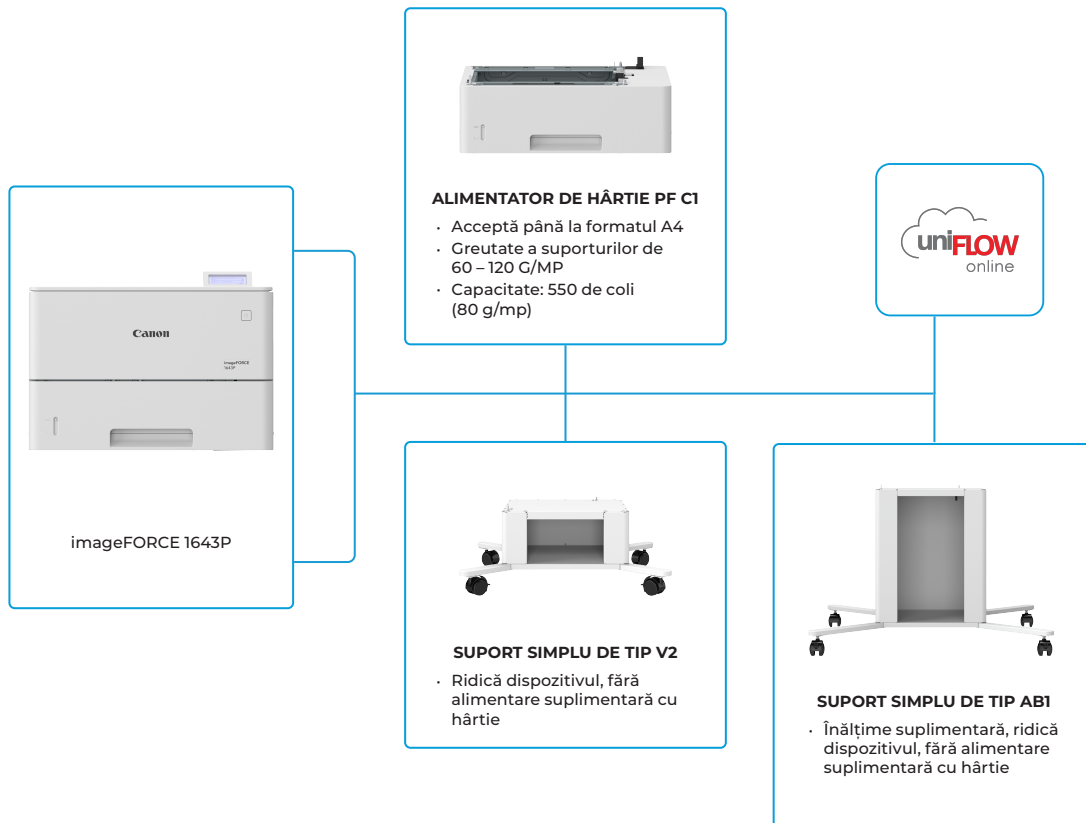 ALIMENTATOR DE HÂRTIE PF C1
· Acceptă până la formatul A4
· Greutate a suporturilor de
60 – 120 G/MP
· Capacitate: 550 de coli
(80 g/mp)
uniFLOW
online
Canon
imageFORCE
1643P
imageFORCE 1643P
SUPORT SIMPLU DE TIP V2
· Ridică dispozitivul, fără
alimentare suplimentară cu
hârtie
SUPORT SIMPLU DE TIP AB1
· Înălțime suplimentară, ridică
dispozitivul, fără alimentare
suplimentară cu hârtie